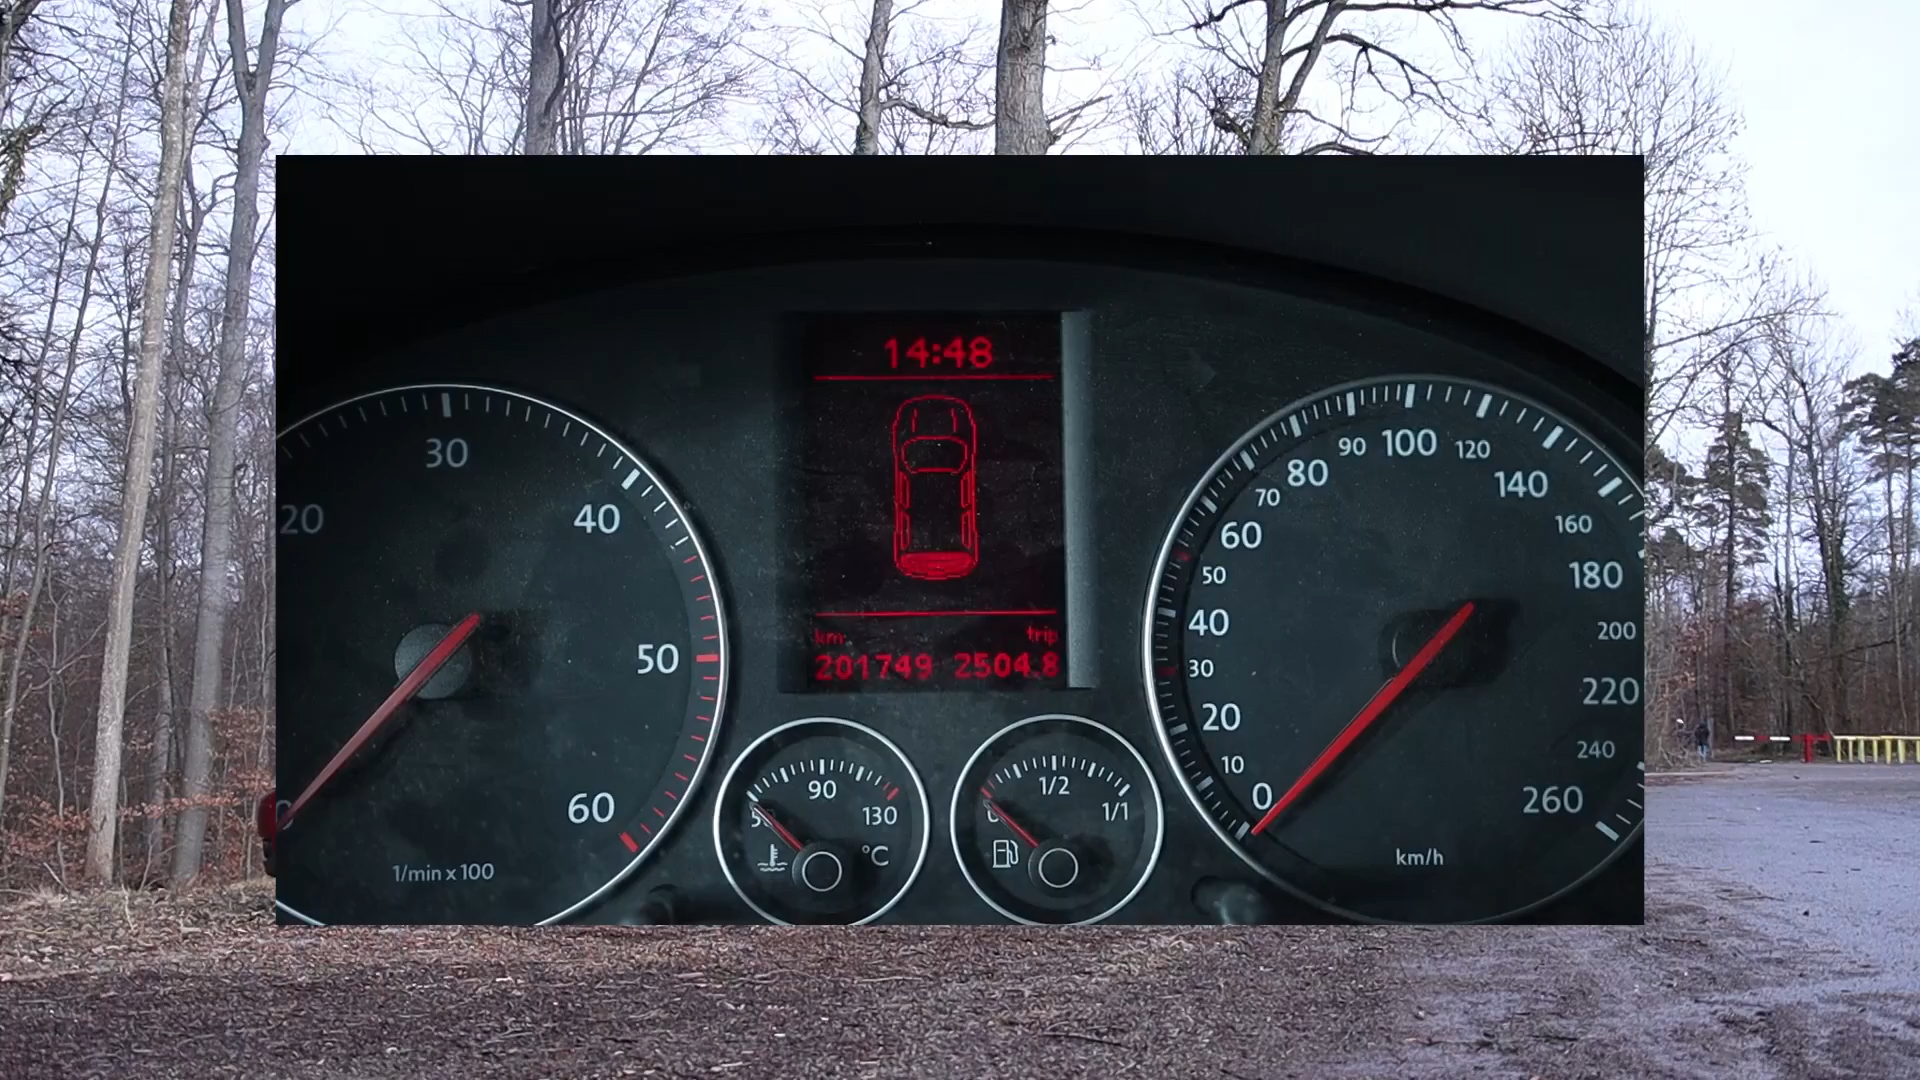 14:48
km trip
201749 2504.8
20 30 40 50 60
1/min x 100
50 90 130
°C
0 1/2 1/1
0 10 20 30 40 50 60 70 80 90 100 120 140 160 180 200 220 240 260
km/h